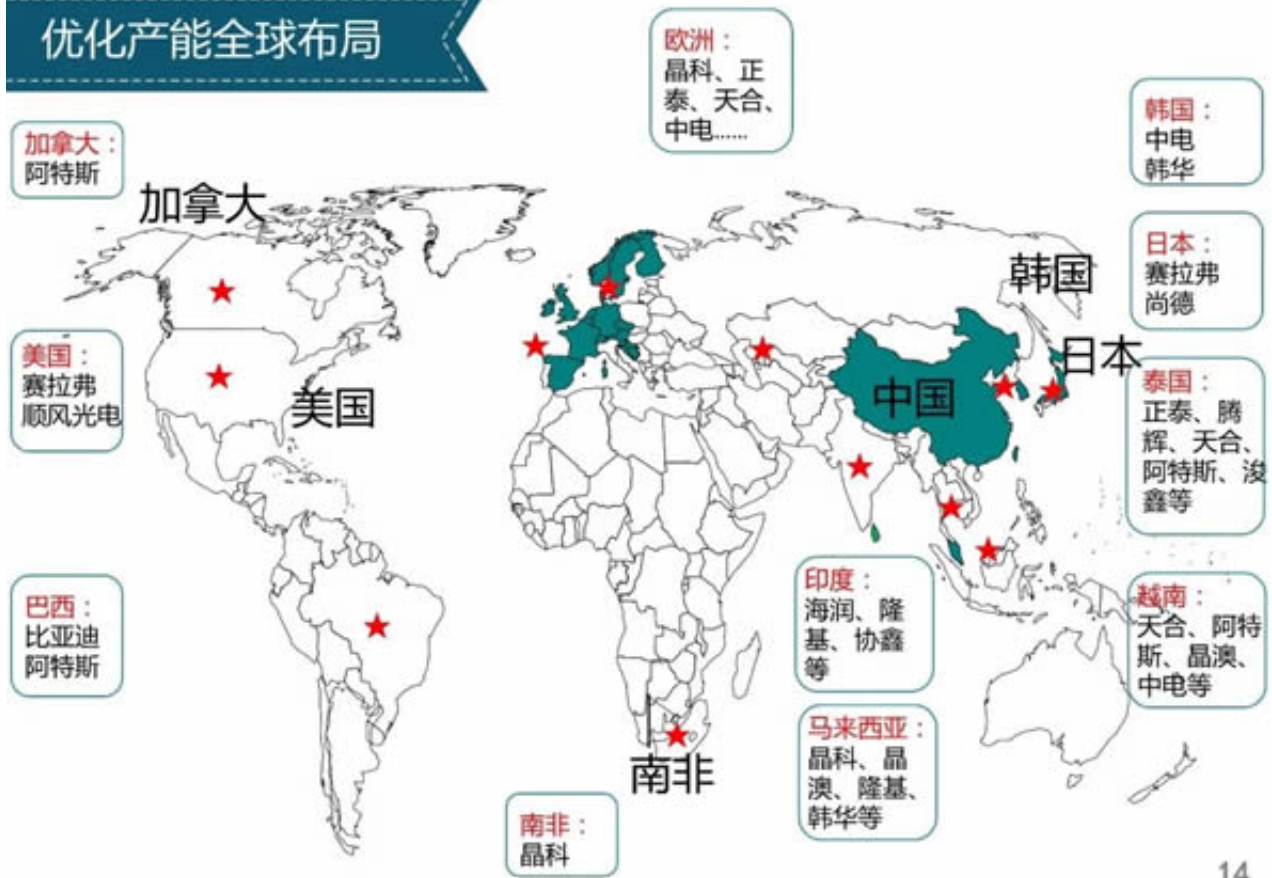 优化产能全球布局
欧洲：
晶科、正
泰、天合、
中电......
加拿大：
阿特斯
加拿大
韩国：
中电
韩华
日本：
赛拉弗
尚德
韩国
日本
美国：
赛拉弗
顺风光电
美国
中国
泰国：
正泰、腾
辉、天合、
阿特斯、浚
鑫等
巴西：
比亚迪
阿特斯
印度：
海润、隆
基、协鑫
等
越南：
天合、阿特
斯、晶澳、
中电等
马来西亚：
晶科、晶
澳、隆基、
韩华等
南非
南非：
晶科
14